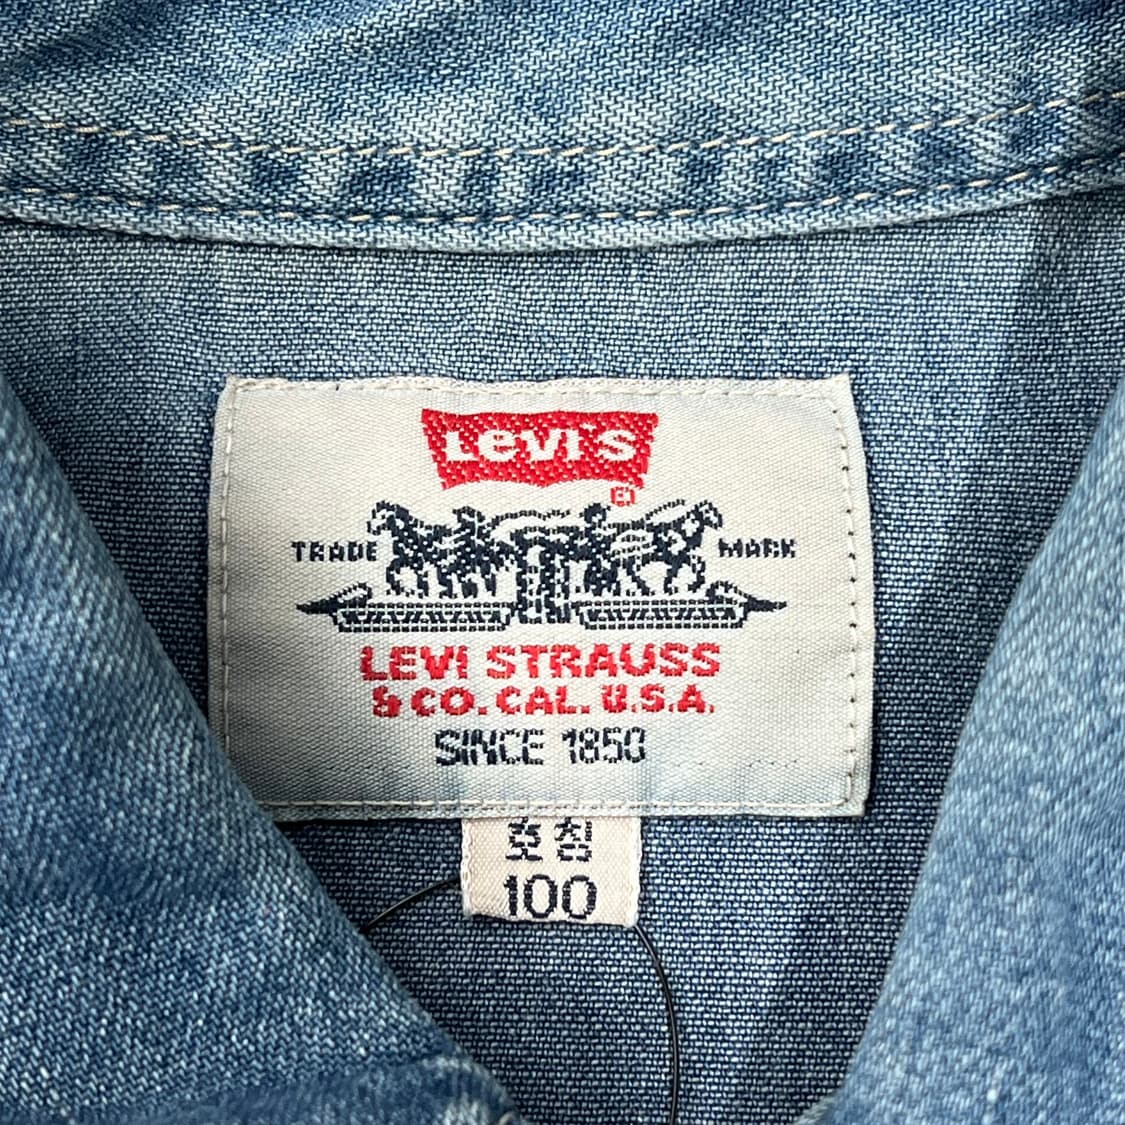 Levi's
®
TRADE MARK
LEVI STRAUSS
& CO. CAL. U.S.A.
SINCE 1850
호칭
100